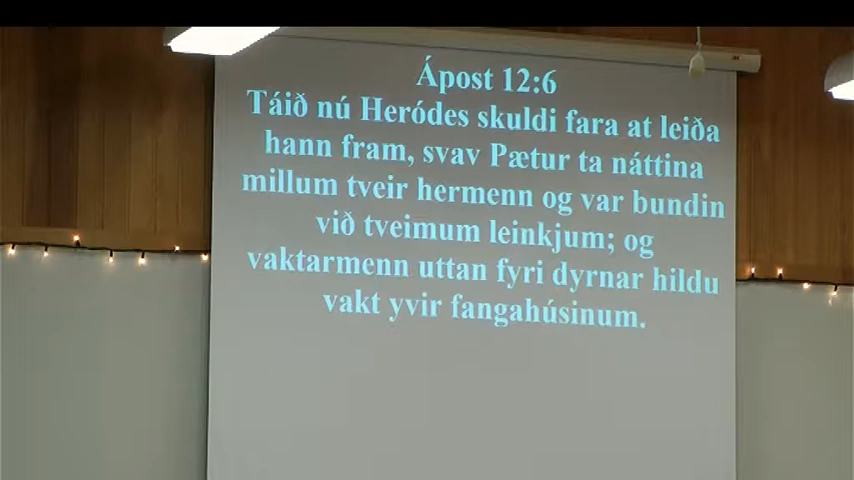 Ápost 12:6
Táið nú Heródes skuldi fara at leiða
hann fram, svav Pætur ta náttina
millum tveir hermenn og var bundin
við tveimum leinkjum; og
vaktarmenn uttan fyri dyrnar hildu
vakt yvir fangahúsinum.